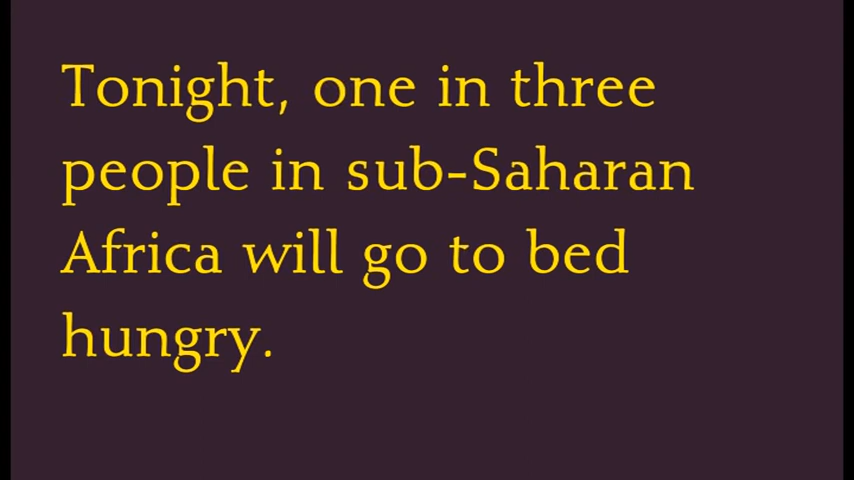 Tonight, one in three
people in sub-Saharan
Africa will go to bed
hungry.